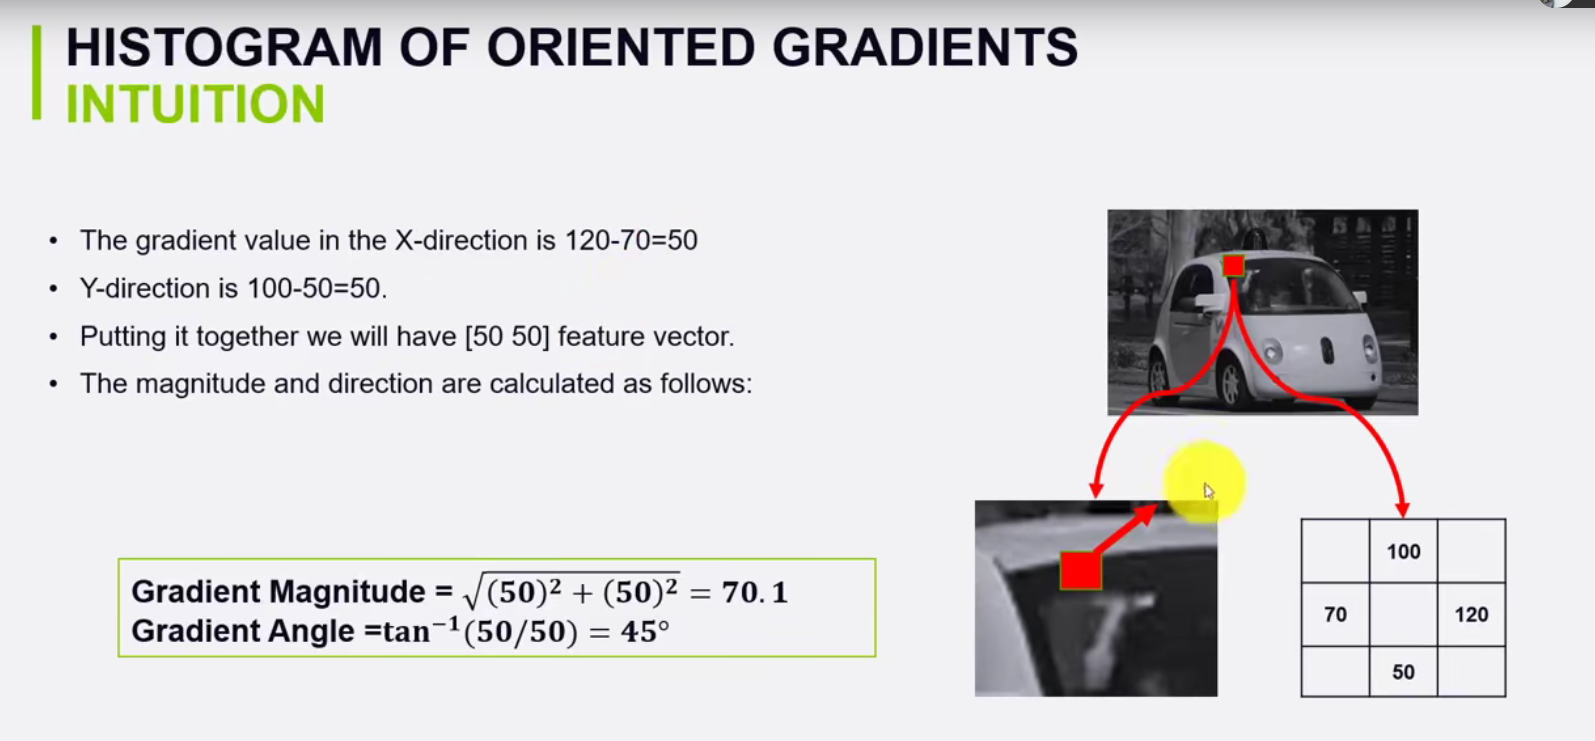 HISTOGRAM OF ORIENTED GRADIENTS
INTUITION
• The gradient value in the X-direction is 120-70=50
• Y-direction is 100-50=50.
• Putting it together we will have [50 50] feature vector.
• The magnitude and direction are calculated as follows:
Gradient Magnitude = √(50)² + (50)² = 70.1
Gradient Angle =tan⁻¹(50/50) = 45°
100
70 120
50